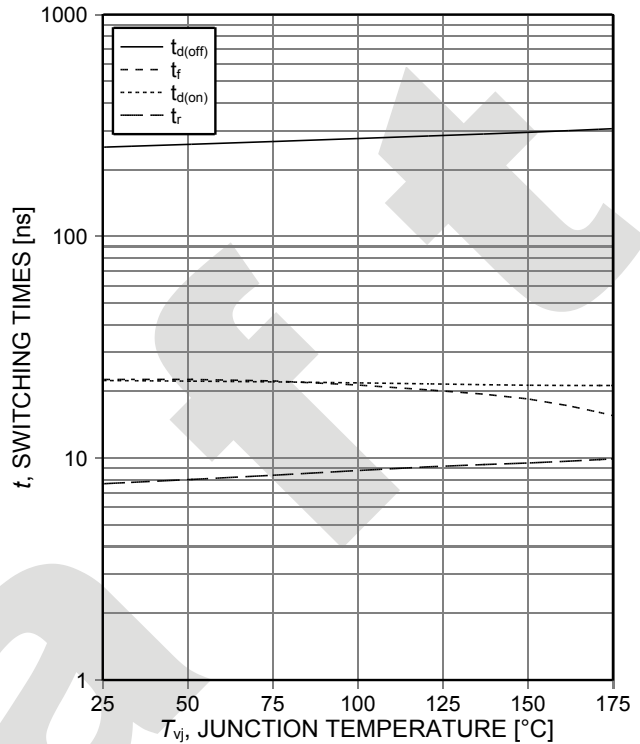 1000
t_d(off)
t_f
t_d(on)
t_r
100
10
1
t, SWITCHING TIMES [ns]
25 50 75 100 125 150 175
T_vj, JUNCTION TEMPERATURE [°C]
a f t